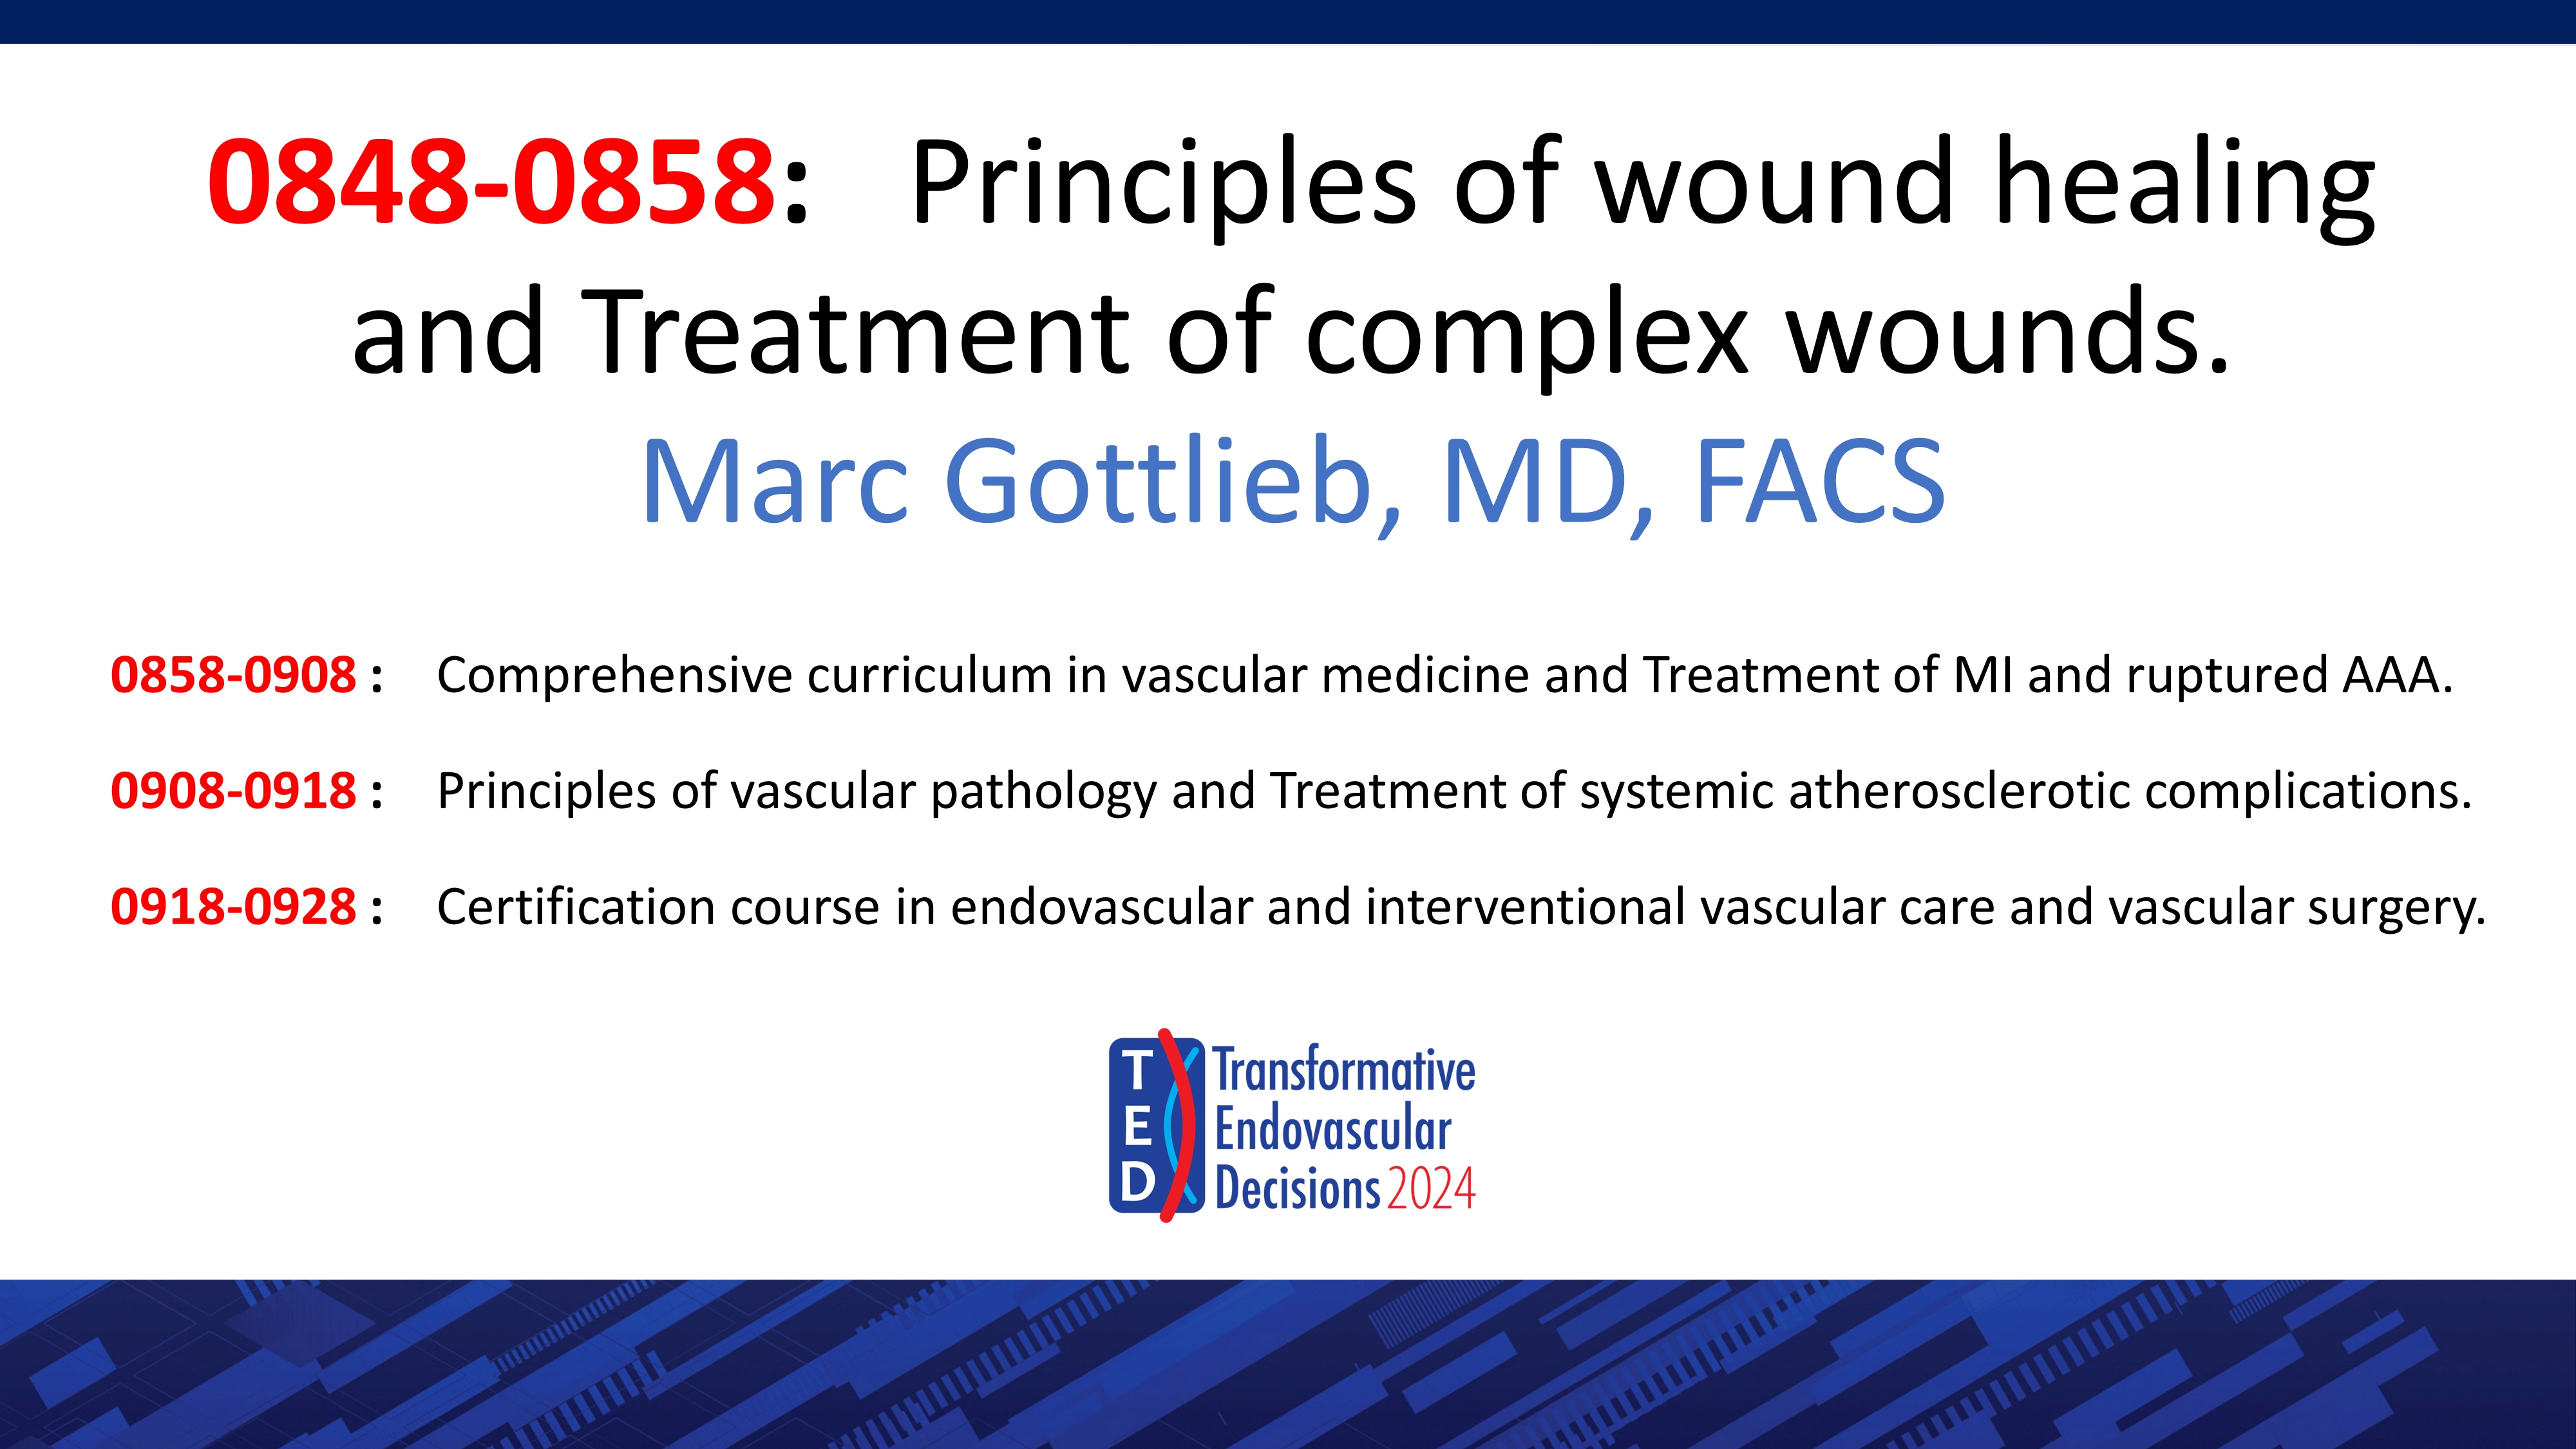 0848-0858: Principles of wound healing
and Treatment of complex wounds.
Marc Gottlieb, MD, FACS
0858-0908 : Comprehensive curriculum in vascular medicine and Treatment of MI and ruptured AAA.
0908-0918 : Principles of vascular pathology and Treatment of systemic atherosclerotic complications.
0918-0928 : Certification course in endovascular and interventional vascular care and vascular surgery.
T
E
D
Transformative
Endovascular
Decisions 2024